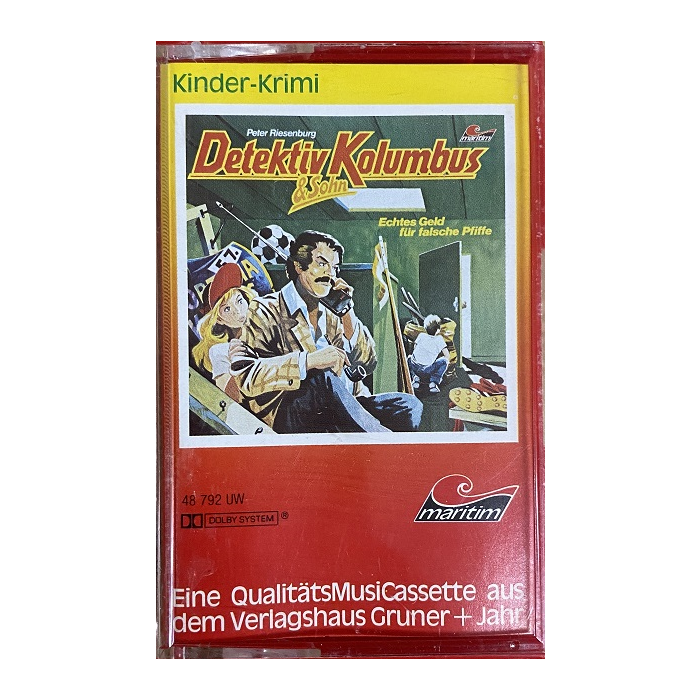 Kinder-Krimi
Peter Riesenburg
maritim
Detektiv Kolumbus
& Sohn
Echtes Geld
für falsche Pfiffe
48 792 UW
DOLBY SYSTEM ®
maritim
Eine QualitätsMusiCassette aus
dem Verlagshaus Gruner + Jahr